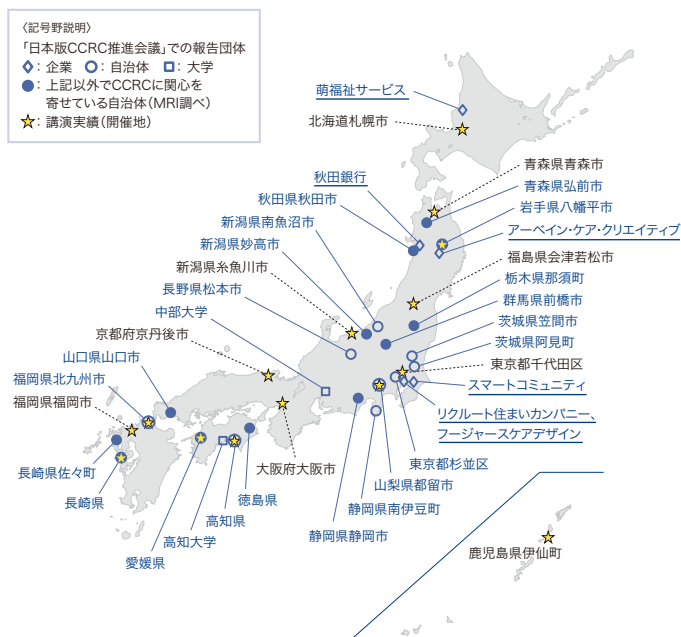 〈記号野説明〉
「日本版CCRC推進会議」での報告団体
◇：企業 ○：自治体 □：大学
●：上記以外でCCRCに関心を
寄せている自治体（MRI調べ）
☆：講演実績（開催地）
萌福祉サービス
北海道札幌市
青森県青森市
秋田銀行
青森県弘前市
秋田県秋田市
岩手県八幡平市
新潟県南魚沼市
アーベイン・ケア・クリエイティブ
新潟県妙高市
福島県会津若松市
新潟県糸魚川市
栃木県那須町
長野県松本市
群馬県前橋市
中部大学
茨城県笠間市
京都府京丹後市
茨城県阿見町
山口県山口市
東京都千代田区
福岡県北九州市
スマートコミュニティ
福岡県福岡市
リクルート住まいカンパニー、
フージャースケアデザイン
大阪府大阪市
東京都杉並区
長崎県佐々町
山梨県都留市
長崎県
徳島県
静岡県南伊豆町
高知県
静岡県静岡市
高知大学
愛媛県
鹿児島県伊仙町